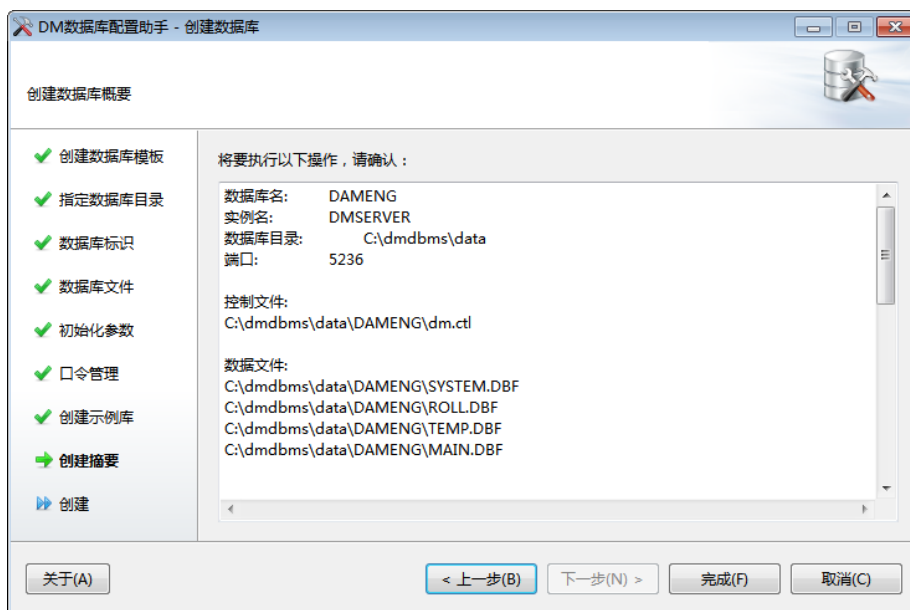 DM数据库配置助手 - 创建数据库
创建数据库概要
创建数据库模板
指定数据库目录
数据库标识
数据库文件
初始化参数
口令管理
创建示例库
创建摘要
创建
将要执行以下操作，请确认：
数据库名: DAMENG
实例名: DMSERVER
数据库目录: C:\dmdbms\data
端口: 5236
控制文件:
C:\dmdbms\data\DAMENG\dm.ctl
数据文件:
C:\dmdbms\data\DAMENG\SYSTEM.DBF
C:\dmdbms\data\DAMENG\ROLL.DBF
C:\dmdbms\data\DAMENG\TEMP.DBF
C:\dmdbms\data\DAMENG\MAIN.DBF
关于(A)
< 上一步(B)
下一步(N) >
完成(F)
取消(C)